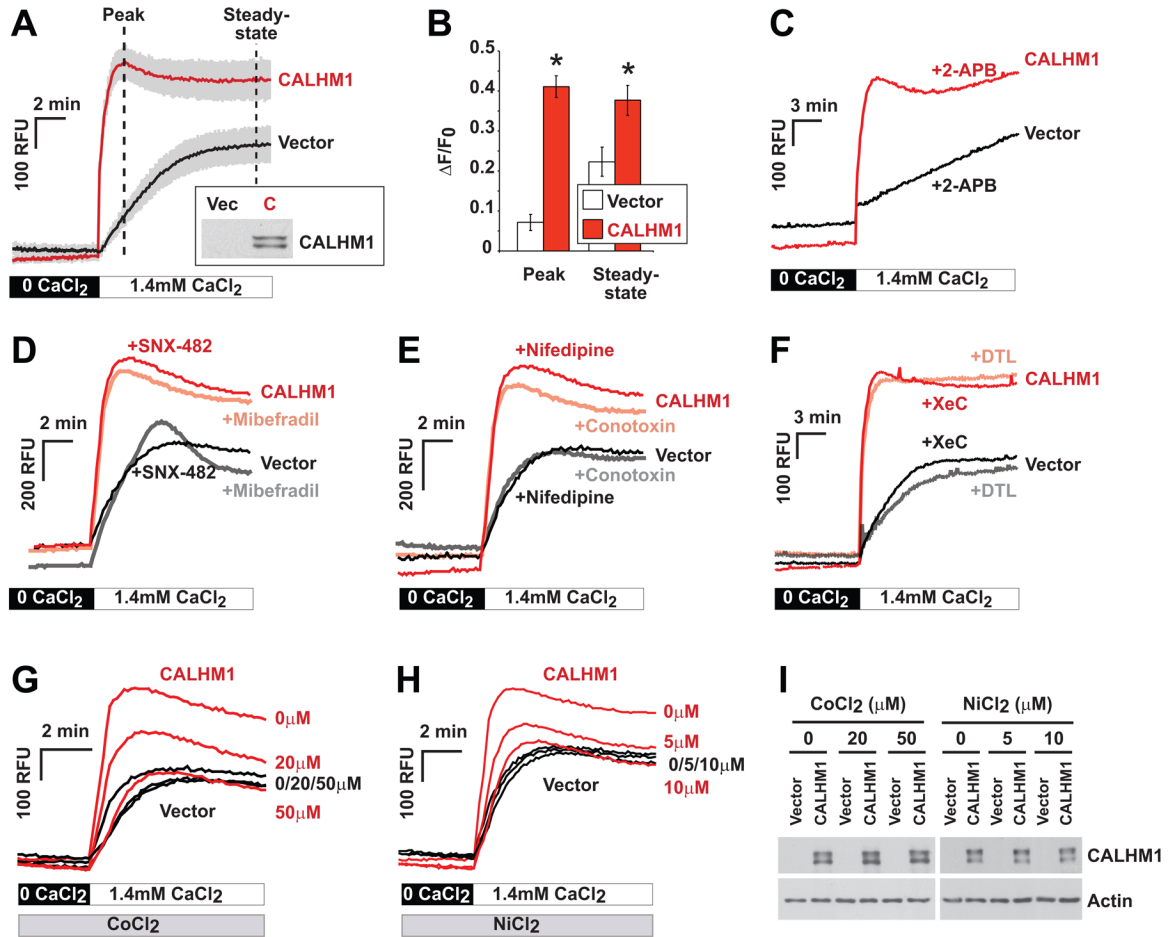 A
Peak
Steady-
state
CALHM1
2 min
100 RFU
Vector
Vec C
CALHM1
0 CaCl2 1.4mM CaCl2
B
0.5
0.4
0.3
0.2
0.1
0
ΔF/F0
*
*
Vector
CALHM1
Peak
Steady-
state
C
CALHM1
+2-APB
3 min
100 RFU
Vector
+2-APB
0 CaCl2 1.4mM CaCl2
D
+SNX-482
2 min
CALHM1
+Mibefradil
200 RFU
Vector
+SNX-482
+Mibefradil
0 CaCl2 1.4mM CaCl2
E
+Nifedipine
2 min
CALHM1
+Conotoxin
200 RFU
Vector
+Conotoxin
+Nifedipine
0 CaCl2 1.4mM CaCl2
F
+DTL
CALHM1
+XeC
3 min
100 RFU
+XeC
Vector
+DTL
0 CaCl2 1.4mM CaCl2
G
CALHM1
0μM
2 min
100 RFU
20μM
0/20/50μM
Vector
50μM
0 CaCl2 1.4mM CaCl2
CoCl2
H
CALHM1
0μM
2 min
100 RFU
5μM
0/5/10μM
Vector
10μM
0 CaCl2 1.4mM CaCl2
NiCl2
I
CoCl2 (μM) NiCl2 (μM)
0 20 50 0 5 10
Vector CALHM1 Vector CALHM1 Vector CALHM1 Vector CALHM1 Vector CALHM1 Vector CALHM1
CALHM1
Actin